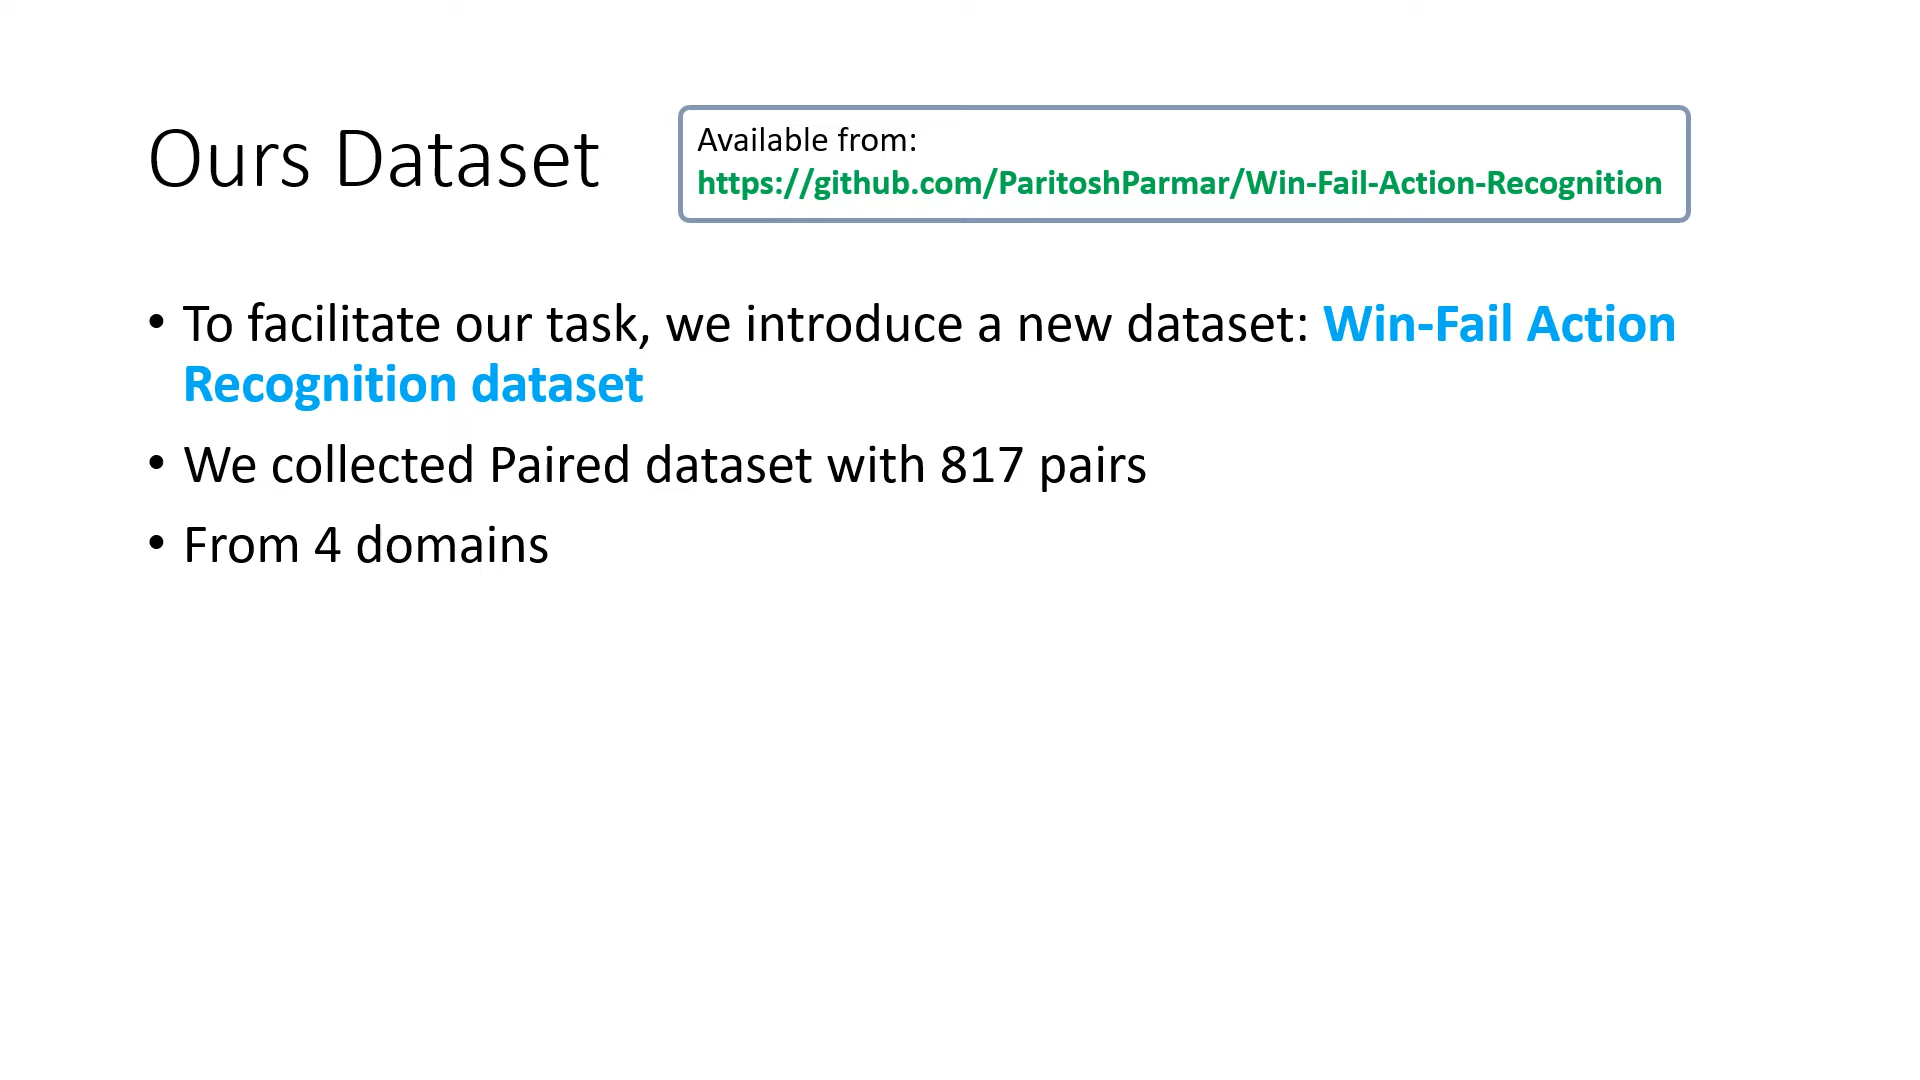 Ours Dataset
Available from:
https://github.com/ParitoshParmar/Win-Fail-Action-Recognition
• To facilitate our task, we introduce a new dataset: Win-Fail Action
Recognition dataset
• We collected Paired dataset with 817 pairs
• From 4 domains